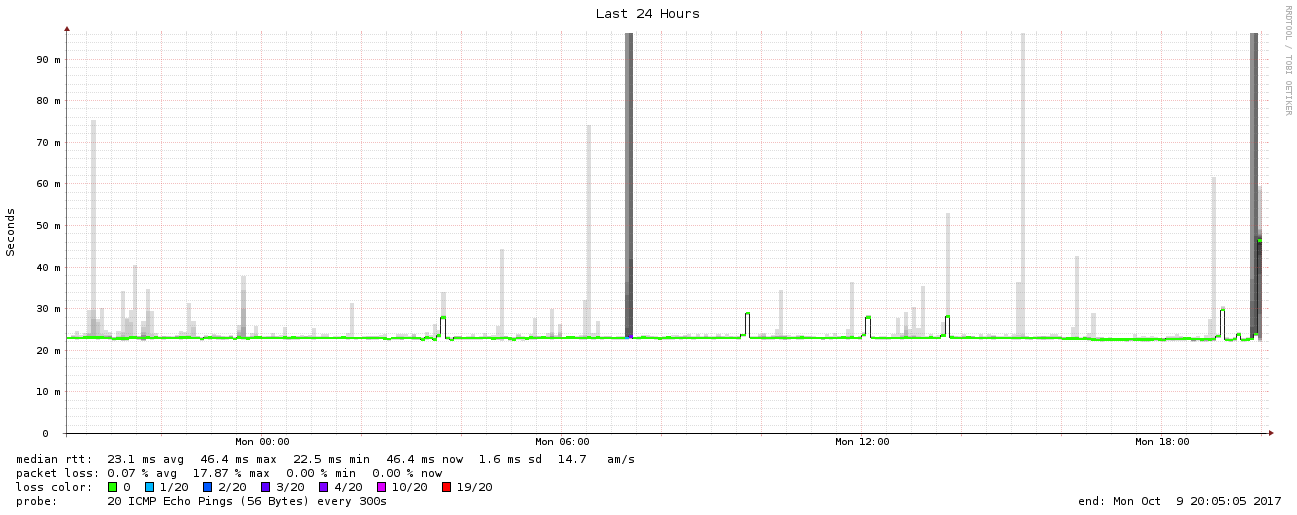 Last 24 Hours
RRDTOOL / TOBI OETIKER
Seconds
90 m
80 m
70 m
60 m
50 m
40 m
30 m
20 m
10 m
0
Mon 00:00 Mon 06:00 Mon 12:00 Mon 18:00
median rtt: 23.1 ms avg 46.4 ms max 22.5 ms min 46.4 ms now 1.6 ms sd 14.7 am/s
packet loss: 0.07 % avg 17.87 % max 0.00 % min 0.00 % now
loss color: 0 1/20 2/20 3/20 4/20 10/20 19/20
probe: 20 ICMP Echo Pings (56 Bytes) every 300s end: Mon Oct 9 20:05:05 2017